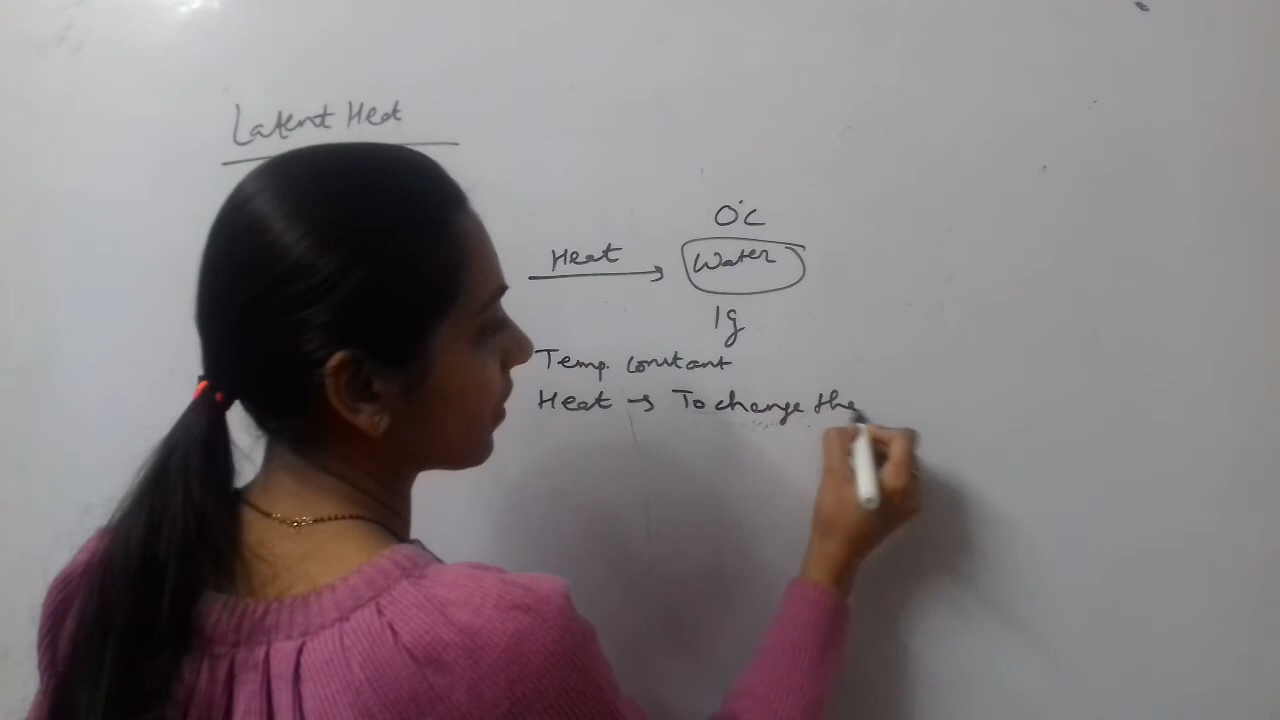 Latent Heat
0°C
Heat → Water
1g
Temp. constant
Heat → To change the